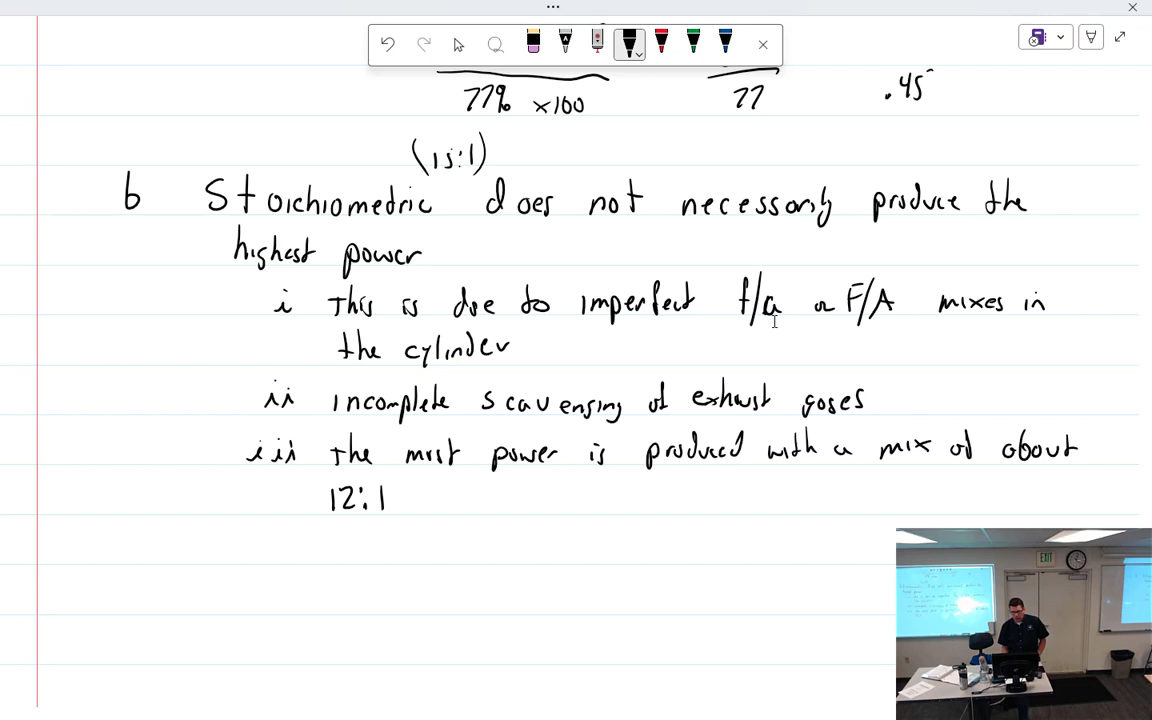 77% x100
77
.45
(15:1)
b Stoichiometric does not necessarily produce the
highest power
i this is due to imperfect f/a or F/A mixes in
the cylinder
ii incomplete scavenging of exhaust gases
iii the most power is produced with a mix of about
12:1
EXIT